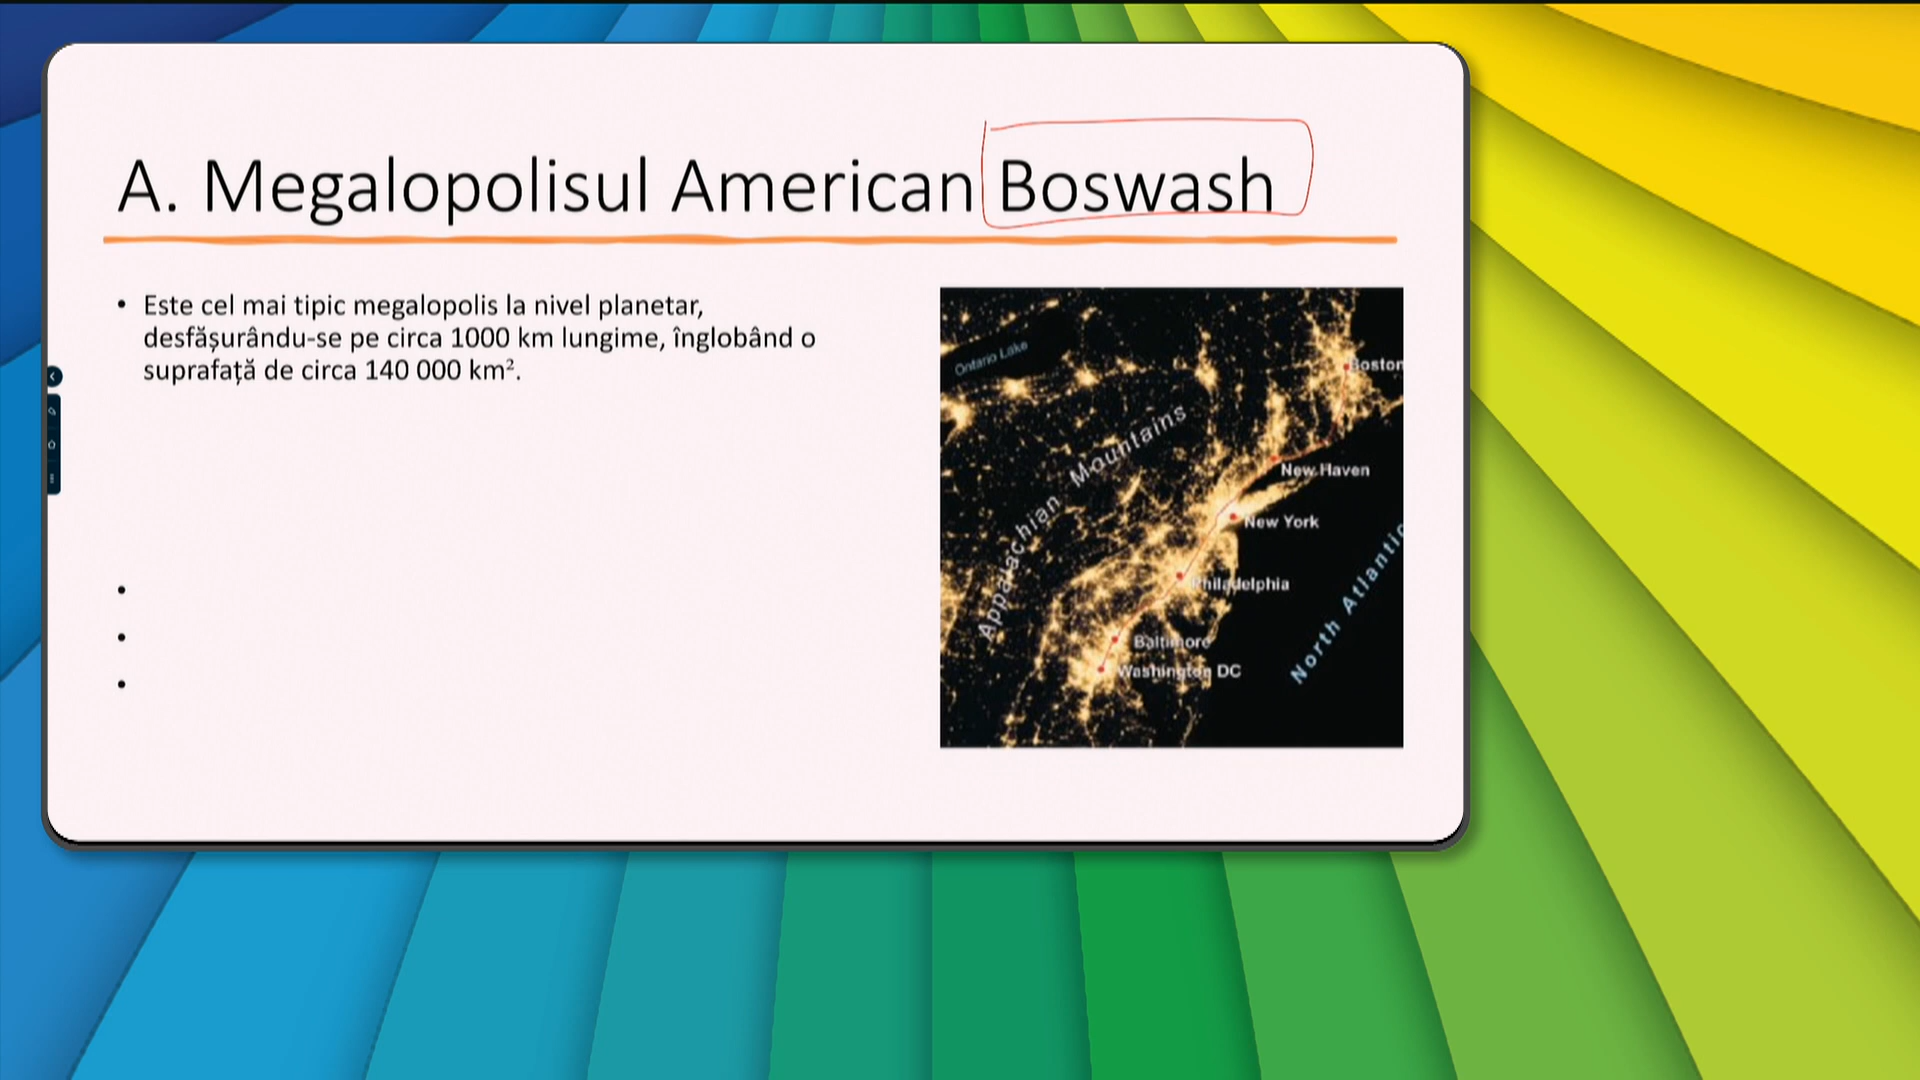 A. Megalopolisul American Boswash
• Este cel mai tipic megalopolis la nivel planetar,
desfășurându-se pe circa 1000 km lungime, înglobând o
suprafață de circa 140 000 km².
•
•
•
Ontario Lake
Boston
Appalachian Mountains
New Haven
New York
Philadelphia
North Atlantic
Baltimore
Washington DC